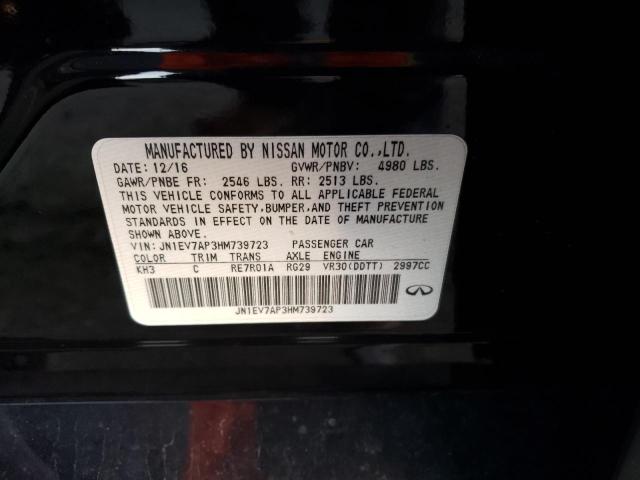 MANUFACTURED BY NISSAN MOTOR CO.,LTD.
DATE: 12/16 GVWR/PNBV: 4980 LBS.
GAWR/PNBE FR: 2546 LBS. RR: 2513 LBS.
THIS VEHICLE CONFORMS TO ALL APPLICABLE FEDERAL
MOTOR VEHICLE SAFETY, BUMPER, AND THEFT PREVENTION
STANDARDS IN EFFECT ON THE DATE OF MANUFACTURE
SHOWN ABOVE.
VIN: JN1EV7AP3HM739723 PASSENGER CAR
COLOR TRIM TRANS AXLE ENGINE
KH3 C RE7R01A RG29 VR30(DDTT) 2997CC
JN1EV7AP3HM739723